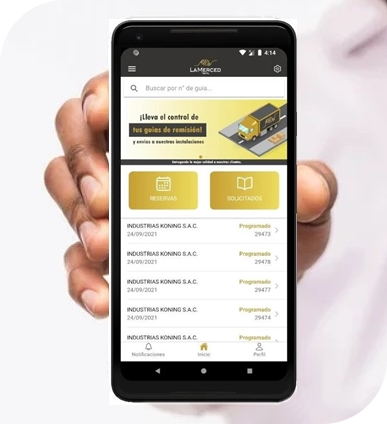 4:14
LA MERCED
Buscar por n° de guia...
¡Lleva el control de
tus guías de remisión!
y envíos a nuestras instalaciones
Entregando la mejor calidad a nuestros clientes.
RESERVAS
SOLICITADOS
INDUSTRIAS KONING S.A.C. Programado
24/09/2021 29473
INDUSTRIAS KONING S.A.C. Programado
24/09/2021 29478
INDUSTRIAS KONING S.A.C. Programado
24/09/2021 29477
INDUSTRIAS KONING S.A.C. Programado
24/09/2021 29474
INDUSTRIAS KONING S.A.C. Programado
Notificaciones Inicio Perfil